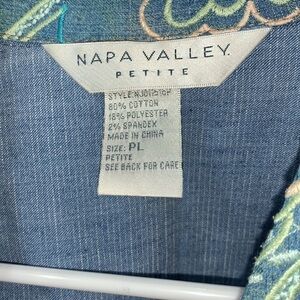 NAPA VALLEY
PETITE
80% COTTON
18% POLYESTER
2% SPANDEX
MADE IN CHINA
SIZE: PL
PETITE
SEE BACK FOR CARE